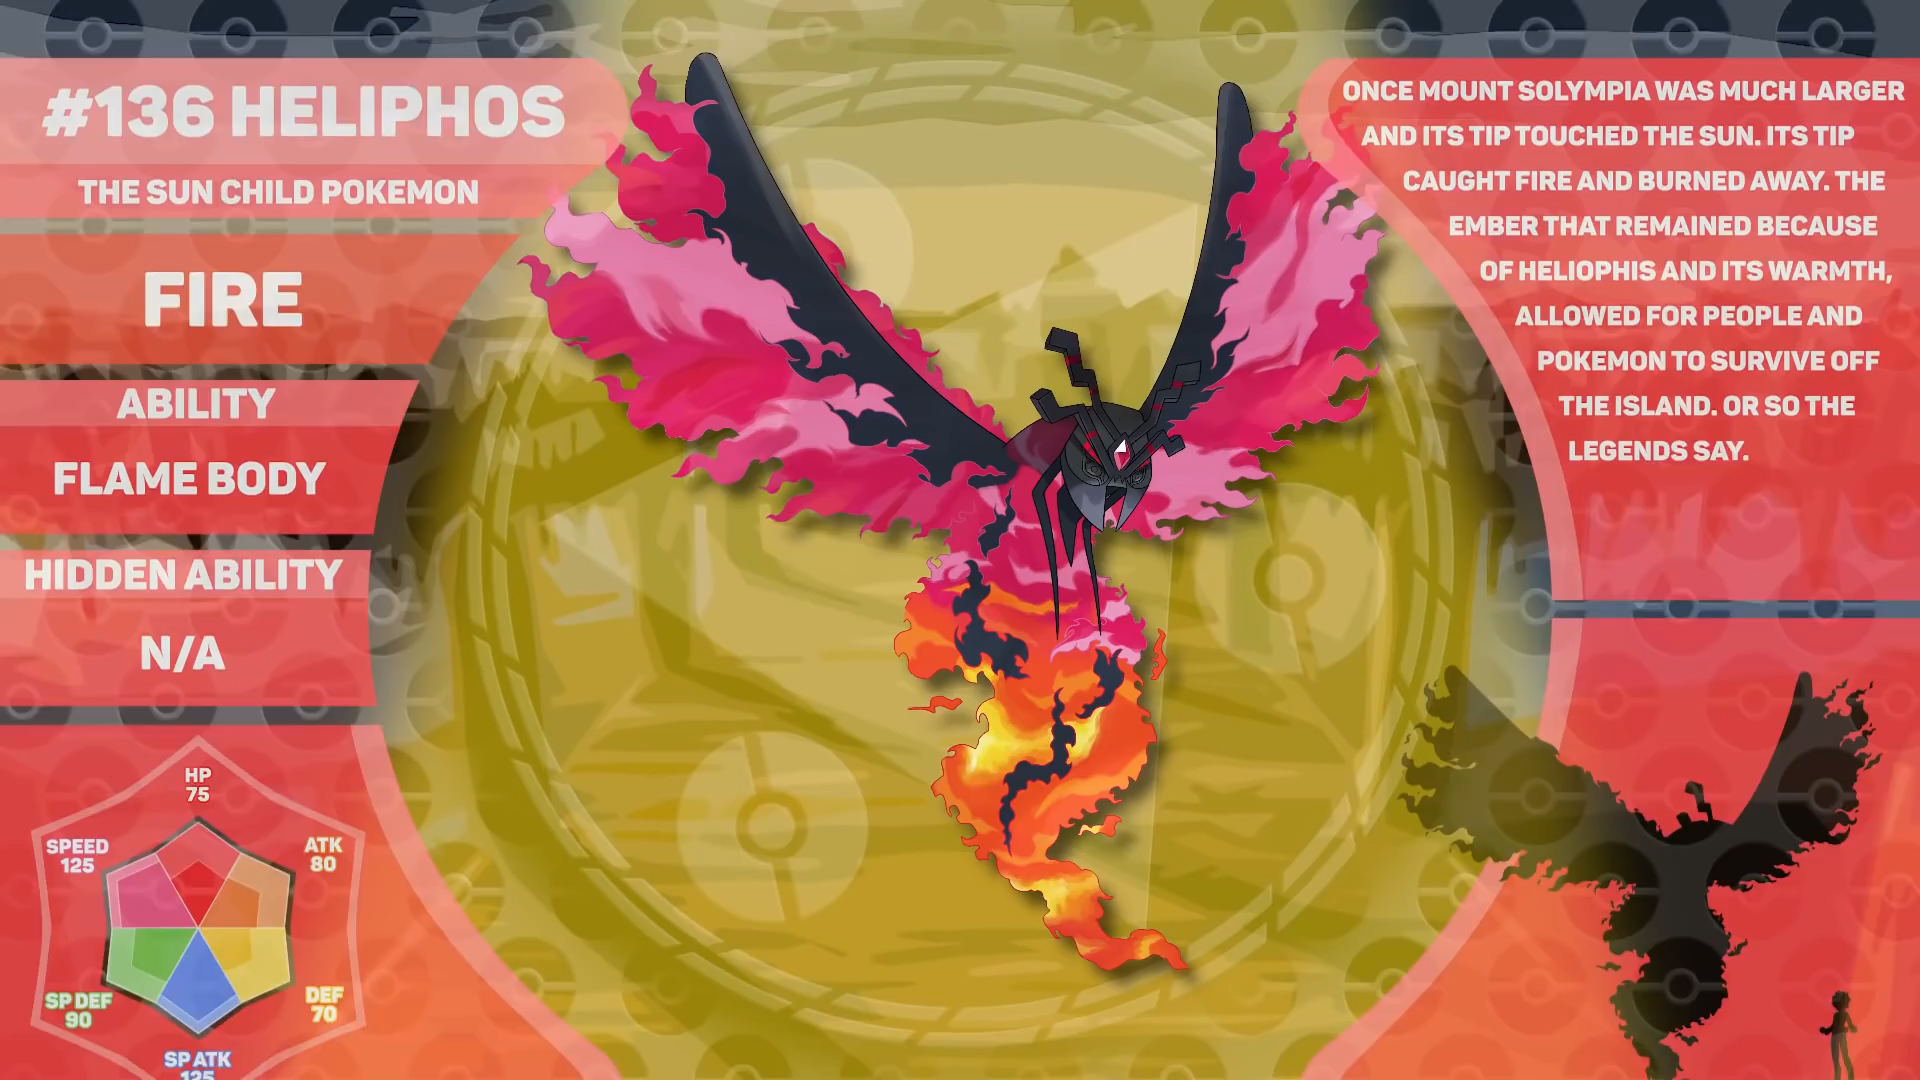 #136 HELIPHOS
THE SUN CHILD POKEMON
FIRE
ABILITY
FLAME BODY
HIDDEN ABILITY
N/A
HP
75
SPEED
125
ATK
80
SP DEF
90
DEF
70
SP ATK
125
ONCE MOUNT SOLYMPIA WAS MUCH LARGER
AND ITS TIP TOUCHED THE SUN. ITS TIP
CAUGHT FIRE AND BURNED AWAY. THE
EMBER THAT REMAINED BECAUSE
OF HELIOPHIS AND ITS WARMTH,
ALLOWED FOR PEOPLE AND
POKEMON TO SURVIVE OFF
THE ISLAND. OR SO THE
LEGENDS SAY.